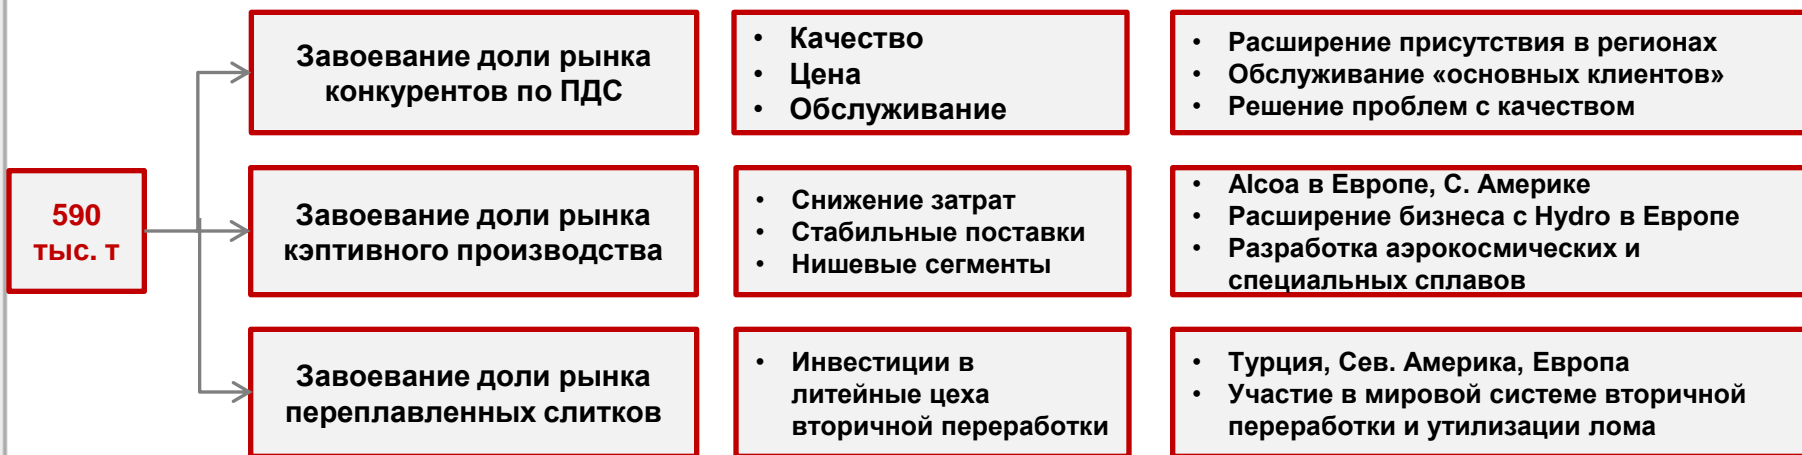 Завоевание доли рынка
конкурентов по ПДС
• Качество
• Цена
• Обслуживание
• Расширение присутствия в регионах
• Обслуживание «основных клиентов»
• Решение проблем с качеством
590
тыс. т
Завоевание доли рынка
кэптивного производства
• Снижение затрат
• Стабильные поставки
• Нишевые сегменты
• Alcoa в Европе, С. Америке
• Расширение бизнеса с Hydro в Европе
• Разработка аэрокосмических и
специальных сплавов
Завоевание доли рынка
переплавленных слитков
• Инвестиции в
литейные цеха
вторичной переработки
• Турция, Сев. Америка, Европа
• Участие в мировой системе вторичной
переработки и утилизации лома